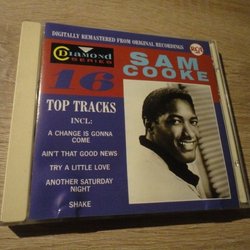 DIGITALLY REMASTERED FROM ORIGINAL RECORDINGS
RCA
DIAMOND
SERIES
SAM
COOKE
16
TOP TRACKS
INCL:
A CHANGE IS GONNA
COME
AIN'T THAT GOOD NEWS
TRY A LITTLE LOVE
ANOTHER SATURDAY
NIGHT
SHAKE